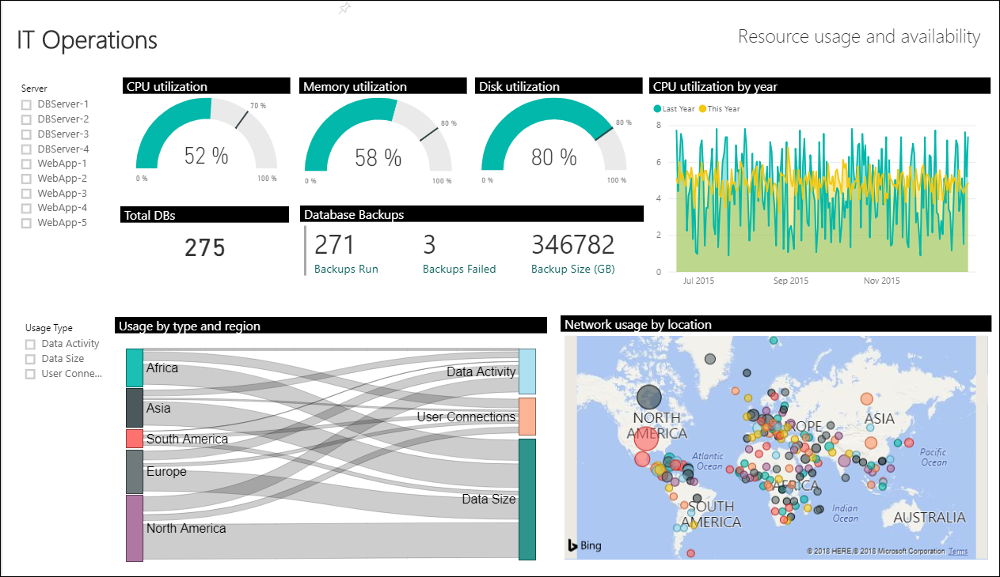 IT Operations
Resource usage and availability
Server
DBServer-1
DBServer-2
DBServer-3
DBServer-4
WebApp-1
WebApp-2
WebApp-3
WebApp-4
WebApp-5
CPU utilization
70 %
52 %
0 %
100 %
Memory utilization
80 %
58 %
0 %
100 %
Disk utilization
80 %
80 %
0 %
100 %
CPU utilization by year
Last Year This Year
8
6
4
2
0
Jul 2015 Sep 2015 Nov 2015
Total DBs
275
Database Backups
271 3 346782
Backups Run Backups Failed Backup Size (GB)
Usage Type
Data Activity
Data Size
User Conne...
Usage by type and region
Africa
Asia
South America
Europe
North America
Data Activity
User Connections
Data Size
Network usage by location
NORTH
AMERICA
ROPE
ASIA
Atlantic
Ocean
Pacific
Ocean
AFRICA
SOUTH
AMERICA
Indian
Ocean
AUSTRALIA
Bing
© 2018 HERE, © 2018 Microsoft Corporation Terms